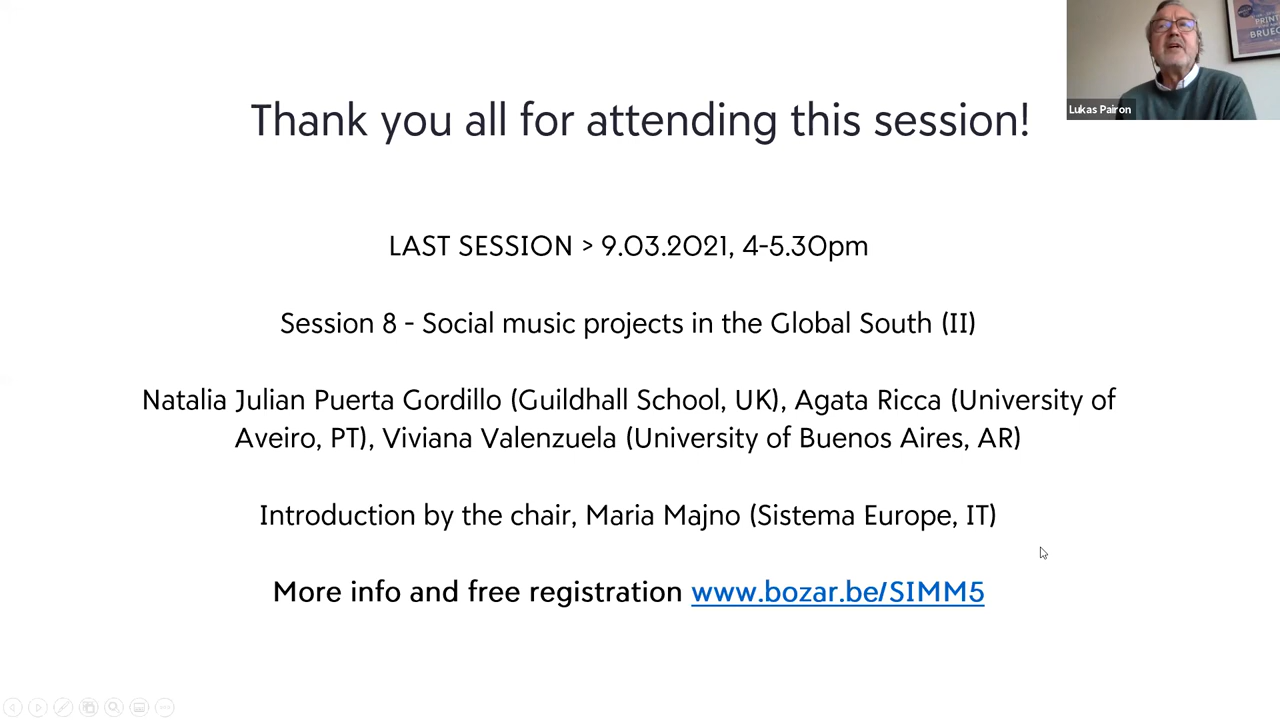 Thank you all for attending this session!
LAST SESSION > 9.03.2021, 4-5.30pm
Session 8 - Social music projects in the Global South (II)
Natalia Julian Puerta Gordillo (Guildhall School, UK), Agata Ricca (University of
Aveiro, PT), Viviana Valenzuela (University of Buenos Aires, AR)
Introduction by the chair, Maria Majno (Sistema Europe, IT)
More info and free registration www.bozar.be/SIMM5
Lukas Pairon
PRINT
BRUEG